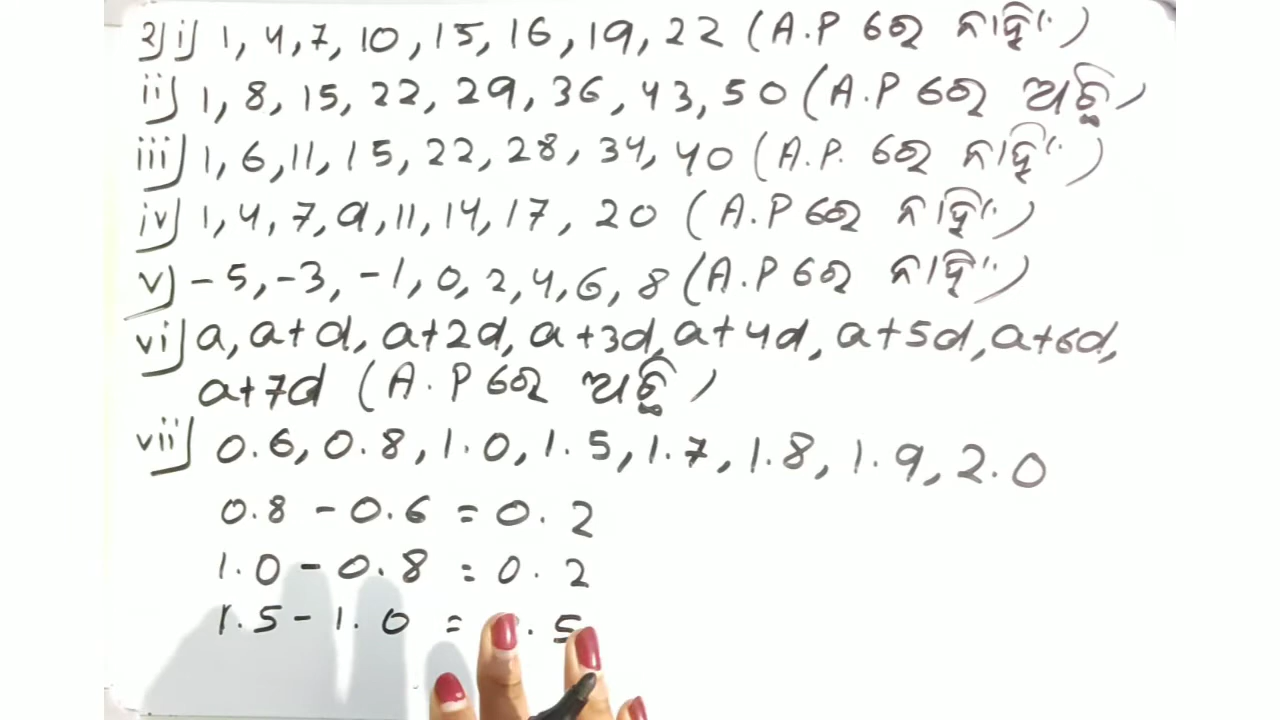 2) i) 1, 4, 7, 10, 15, 16, 19, 22 (A.P ରେ ନାହିଁ)
ii) 1, 8, 15, 22, 29, 36, 43, 50 (A.P ରେ ଅଛି)
iii) 1, 6, 11, 15, 22, 28, 34, 40 (A.P. ରେ ନାହିଁ)
iv) 1, 4, 7, 9, 11, 14, 17, 20 (A.P ରେ ନାହିଁ)
v) -5, -3, -1, 0, 2, 4, 6, 8 (A.P ରେ ନାହିଁ)
vi) a, a+d, a+2d, a+3d, a+4d, a+5d, a+6d,
a+7d (A.P ରେ ଅଛି)
vii) 0.6, 0.8, 1.0, 1.5, 1.7, 1.8, 1.9, 2.0
0.8 - 0.6 = 0.2
1.0 - 0.8 = 0.2
1.5 - 1.0 = .5